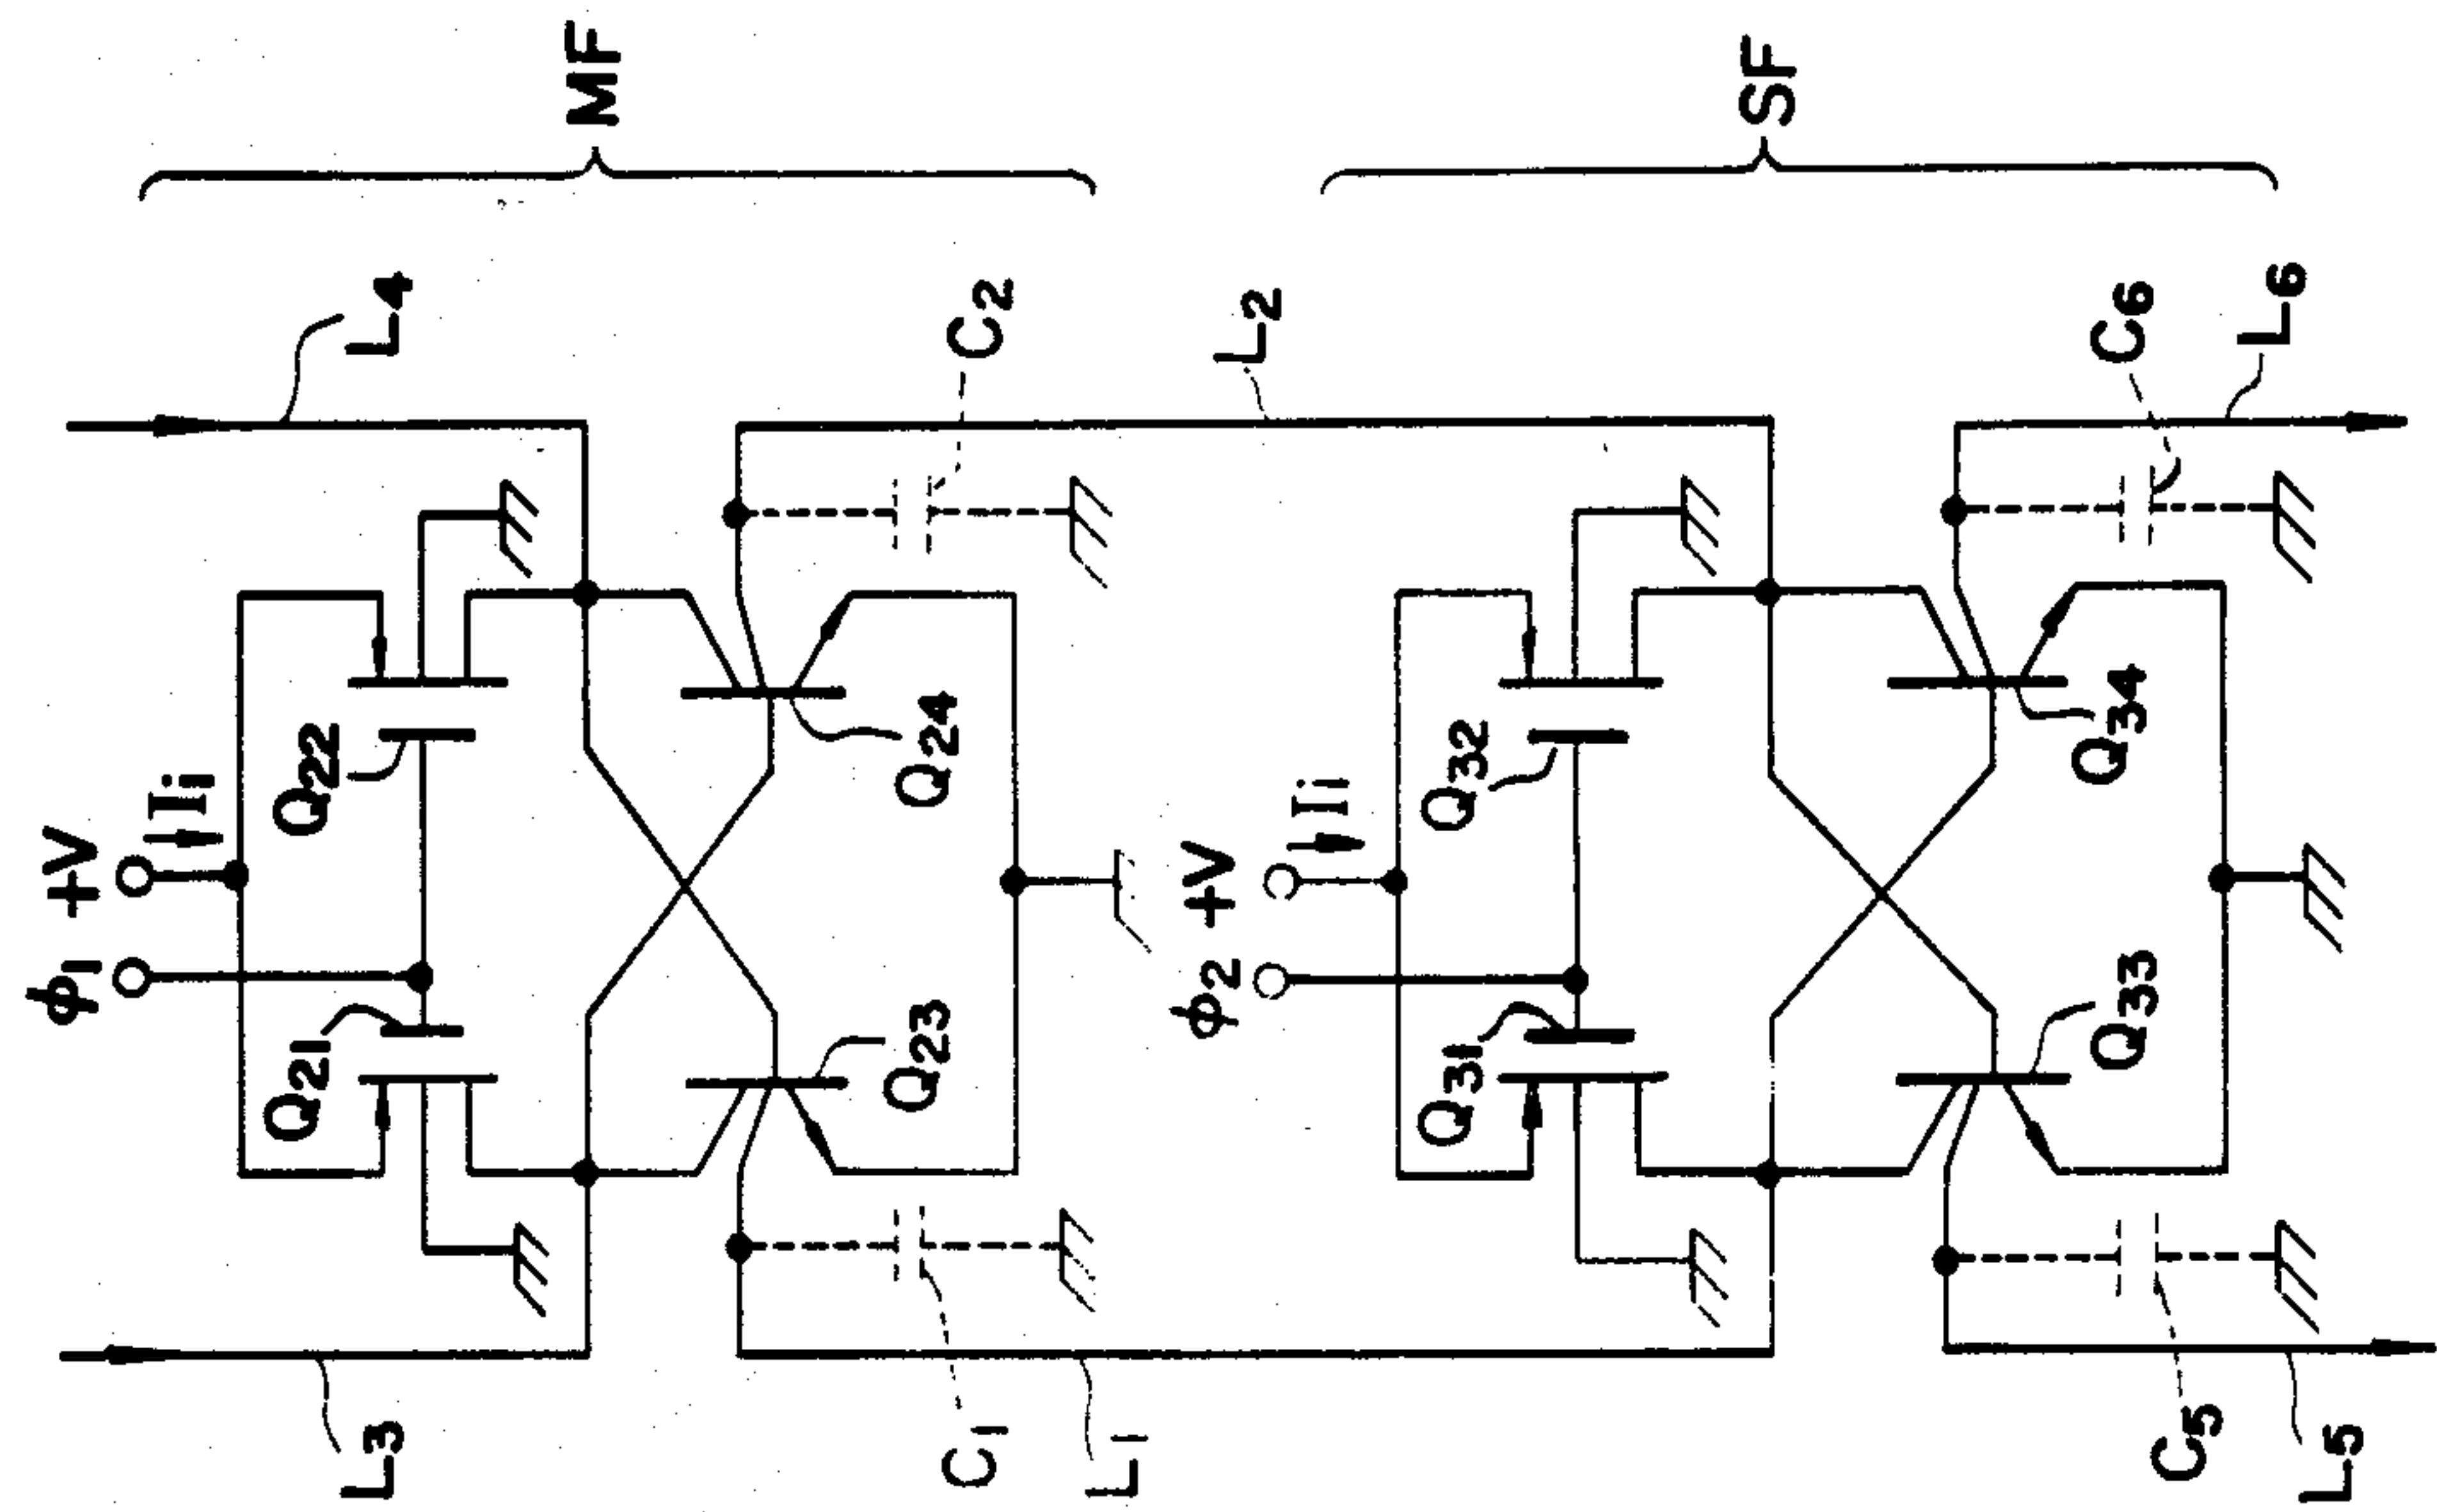 MF
SF
L4
C2
L2
C6
L6
+V
Ii
Q22
Q24
φ1
Q21
Q23
+V
Ii
Q32
Q34
φ2
Q31
Q33
L3
C1
L1
C5
L5